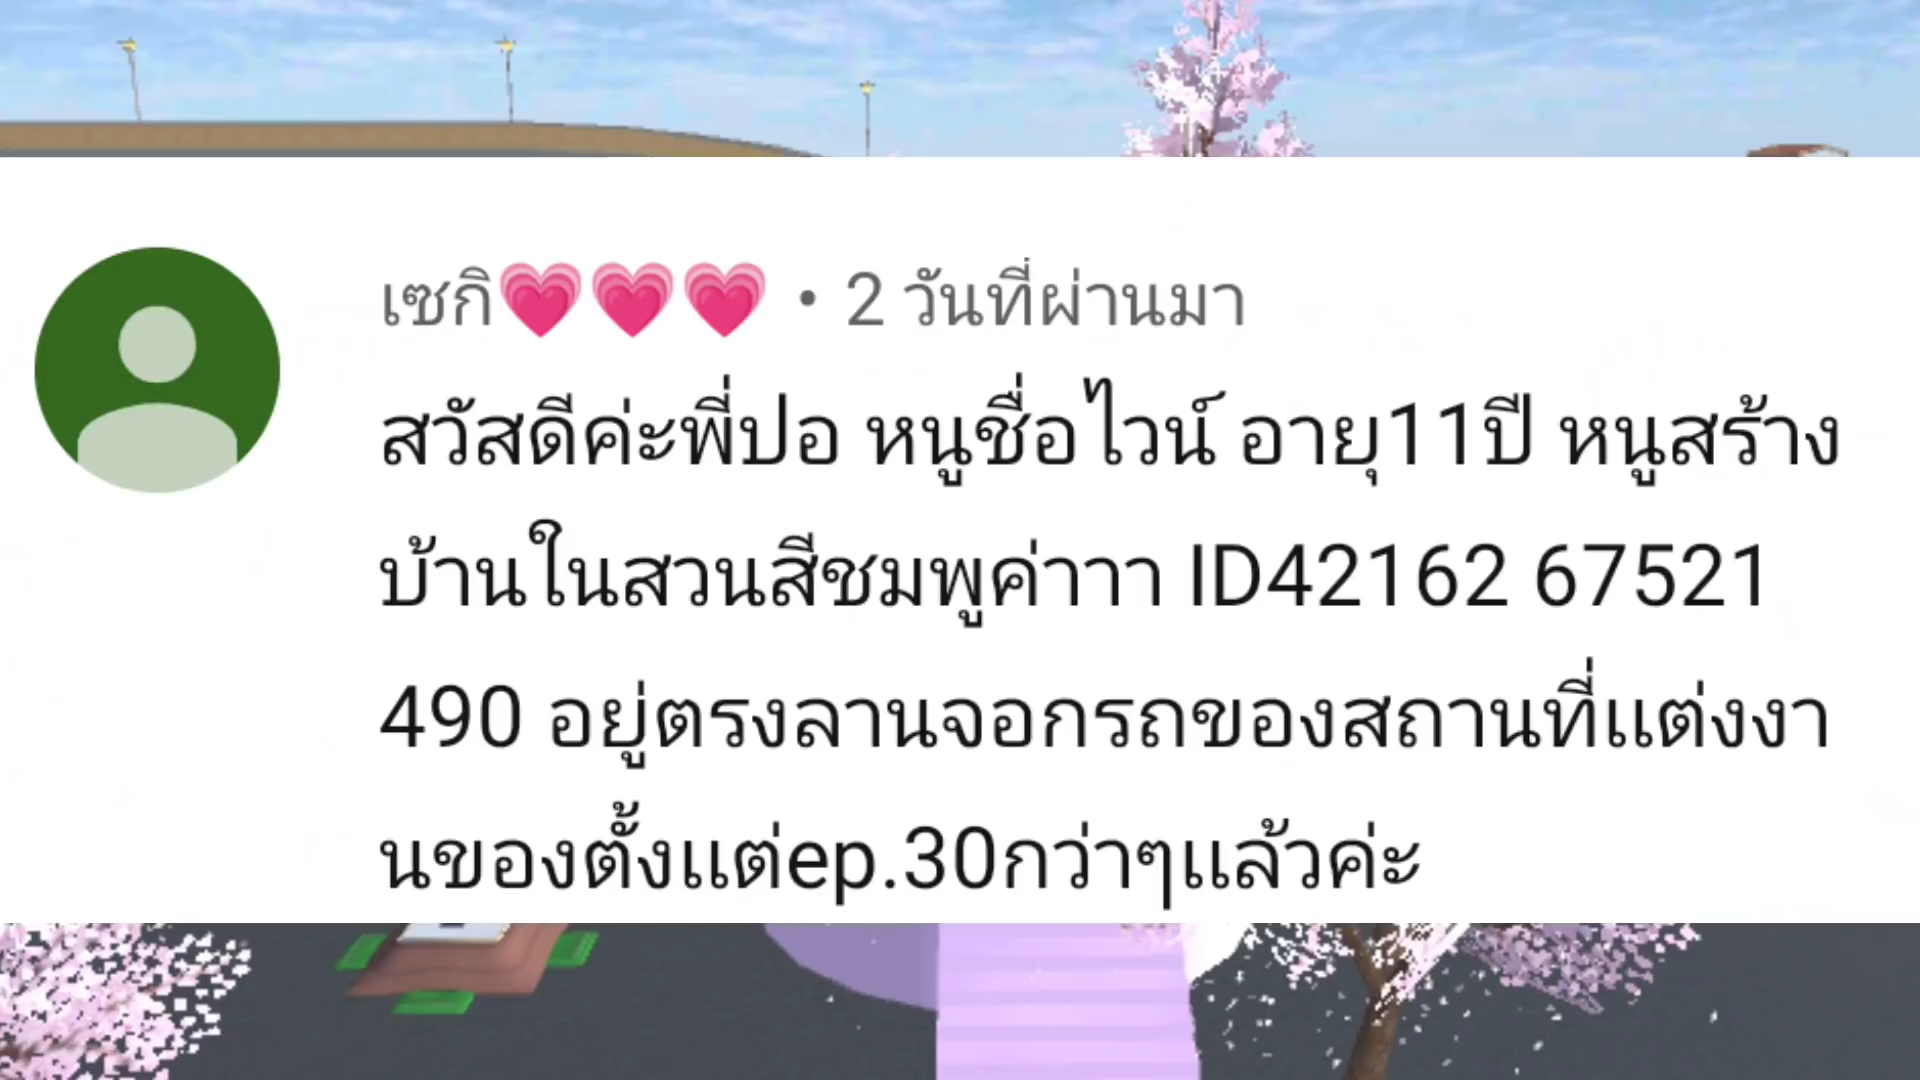 เซกิ💗💗💗 • 2 วันที่ผ่านมา
สวัสดีค่ะพี่ปอ หนูชื่อไวน์ อายุ11ปี หนูสร้าง
บ้านในสวนสีชมพูค่าาา ID42162 67521
490 อยู่ตรงลานจอกรถของสถานที่แต่งงา
นของตั้งแต่ep.30กว่าๆแล้วค่ะ